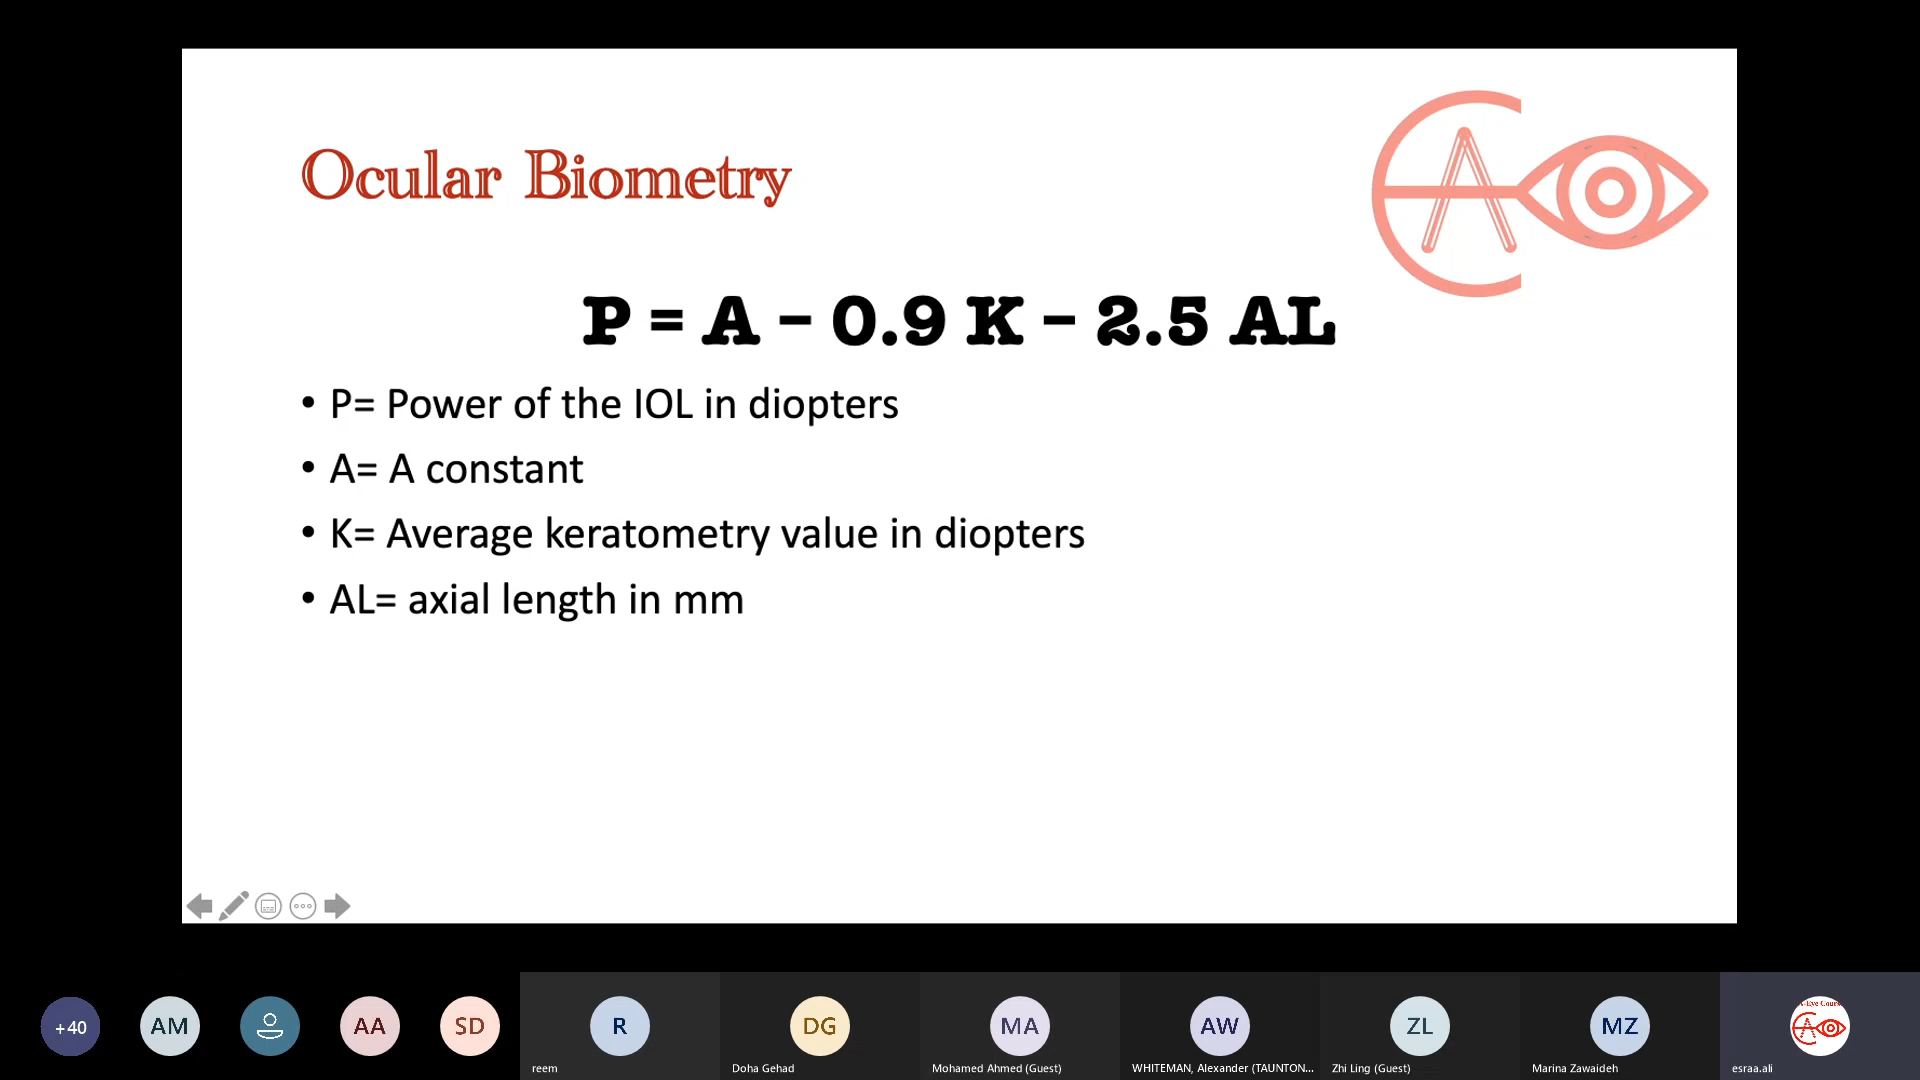 Ocular Biometry
CA
P = A – 0.9 K – 2.5 AL
• P= Power of the IOL in diopters
• A= A constant
• K= Average keratometry value in diopters
• AL= axial length in mm
+40
AM
AA
SD
R
DG
MA
AW
ZL
MZ
reem
Doha Gehad
Mohamed Ahmed (Guest)
WHITEMAN, Alexander (TAUNTON...
Zhi Ling (Guest)
Marina Zawaideh
esraa.ali